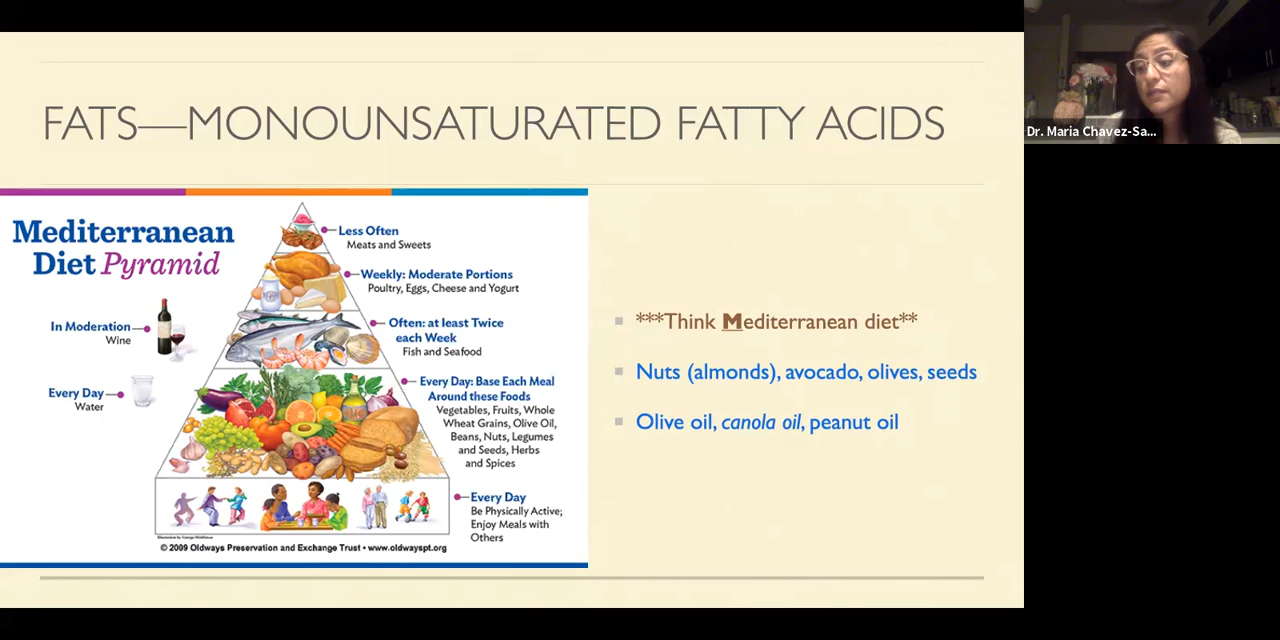 FATS—MONOUNSATURATED FATTY ACIDS
Mediterranean
Diet Pyramid
Less Often
Meats and Sweets
Weekly: Moderate Portions
Poultry, Eggs, Cheese and Yogurt
In Moderation
Wine
Often: at least Twice
each Week
Fish and Seafood
Every Day
Water
Every Day: Base Each Meal
Around these Foods
Vegetables, Fruits, Whole
Wheat Grains, Olive Oil,
Beans, Nuts, Legumes
and Seeds, Herbs
and Spices
Every Day
Be Physically Active;
Enjoy Meals with
Others
© 2009 Oldways Preservation and Exchange Trust • www.oldwayspt.org
***Think Mediterranean diet**
Nuts (almonds), avocado, olives, seeds
Olive oil, canola oil, peanut oil
Dr. Maria Chavez-Sa...